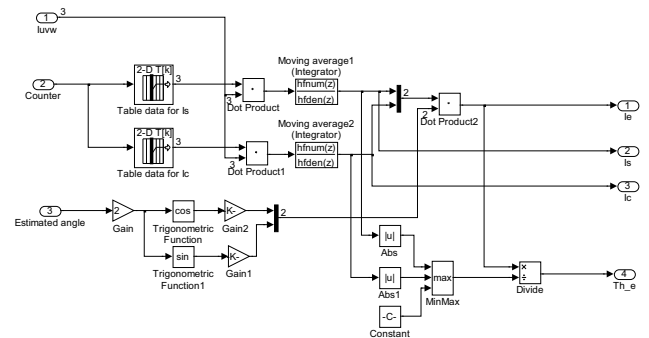 1
3
Iuvw
2-D T[k]
3
Moving average1
(Integrator)
hfnum(z)
hfden(z)
2
Counter
Table data for Is
3
Dot Product
2
2
Dot Product2
1
Ie
Moving average2
(Integrator)
2-D T[k]
3
hfnum(z)
hfden(z)
2
Is
Table data for Ic
3
Dot Product1
3
Ic
3
Estimated angle
2
Gain
cos
Trigonometric
Function
K-
Gain2
2
sin
Trigonometric
Function1
K-
Gain1
|u|
Abs
|u|
Abs1
max
MinMax
×
÷
Divide
4
Th_e
-C-
Constant